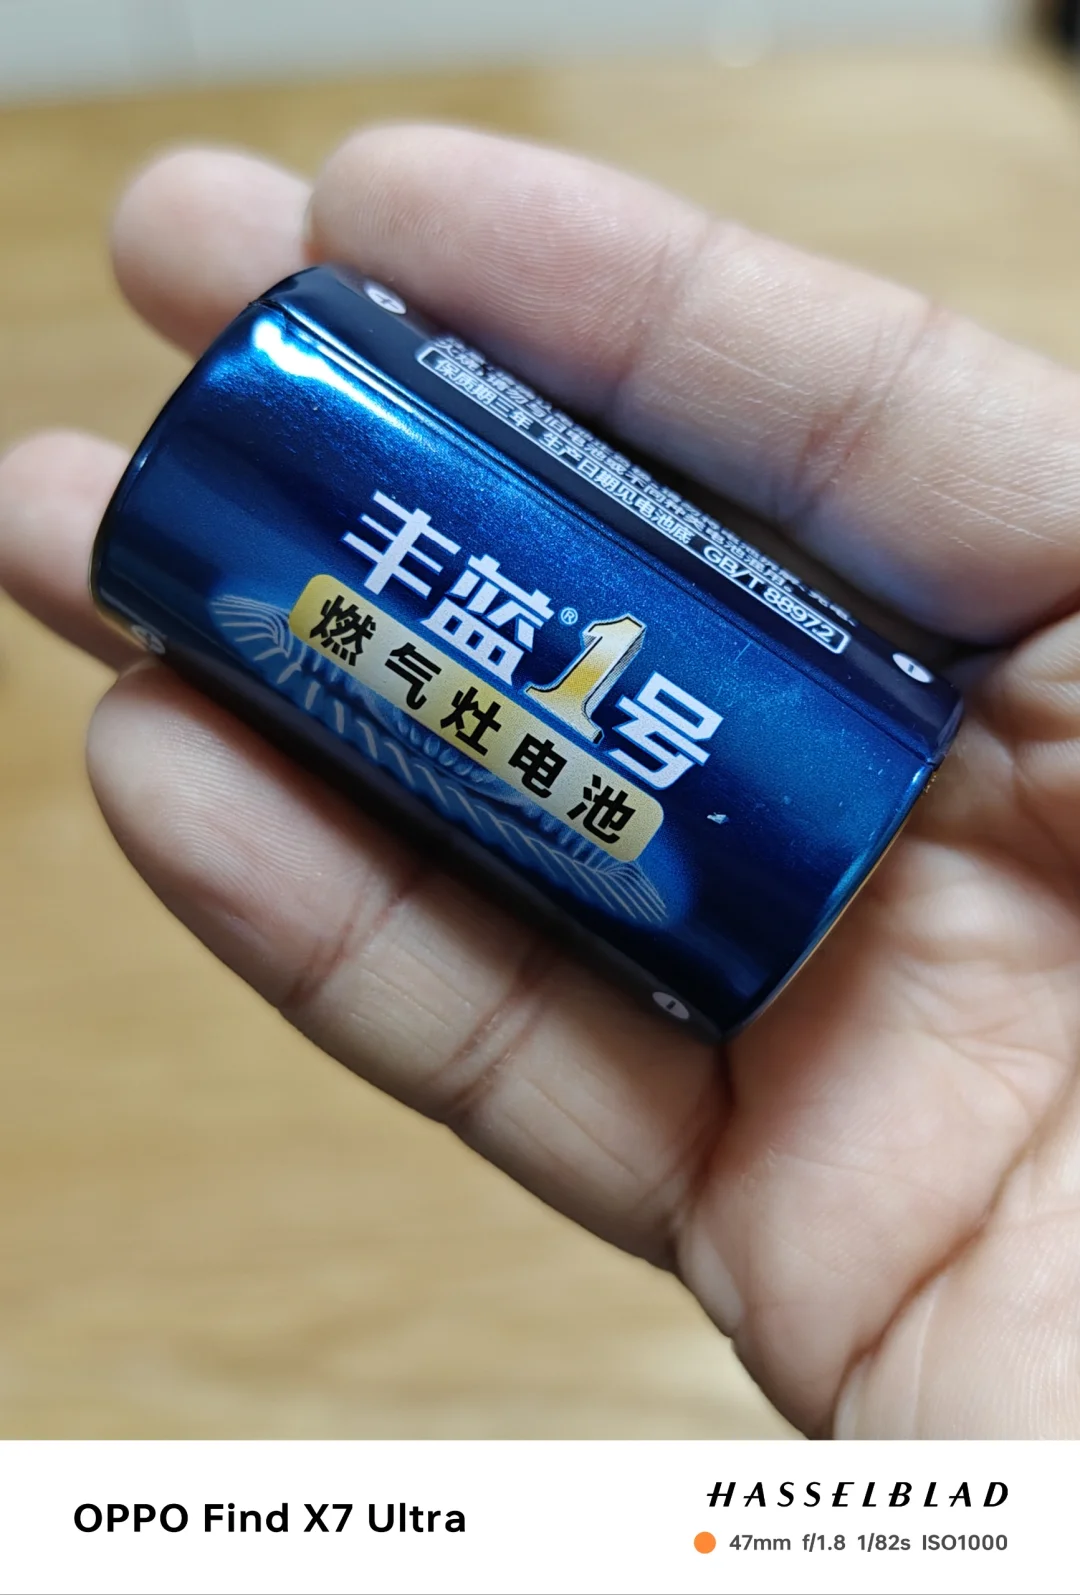 保质期三年 生产日期见电池底 GB/T 8897.2
丰蓝®1号
燃气灶电池
OPPO Find X7 Ultra
HASSELBLAD
47mm f/1.8 1/82s ISO1000